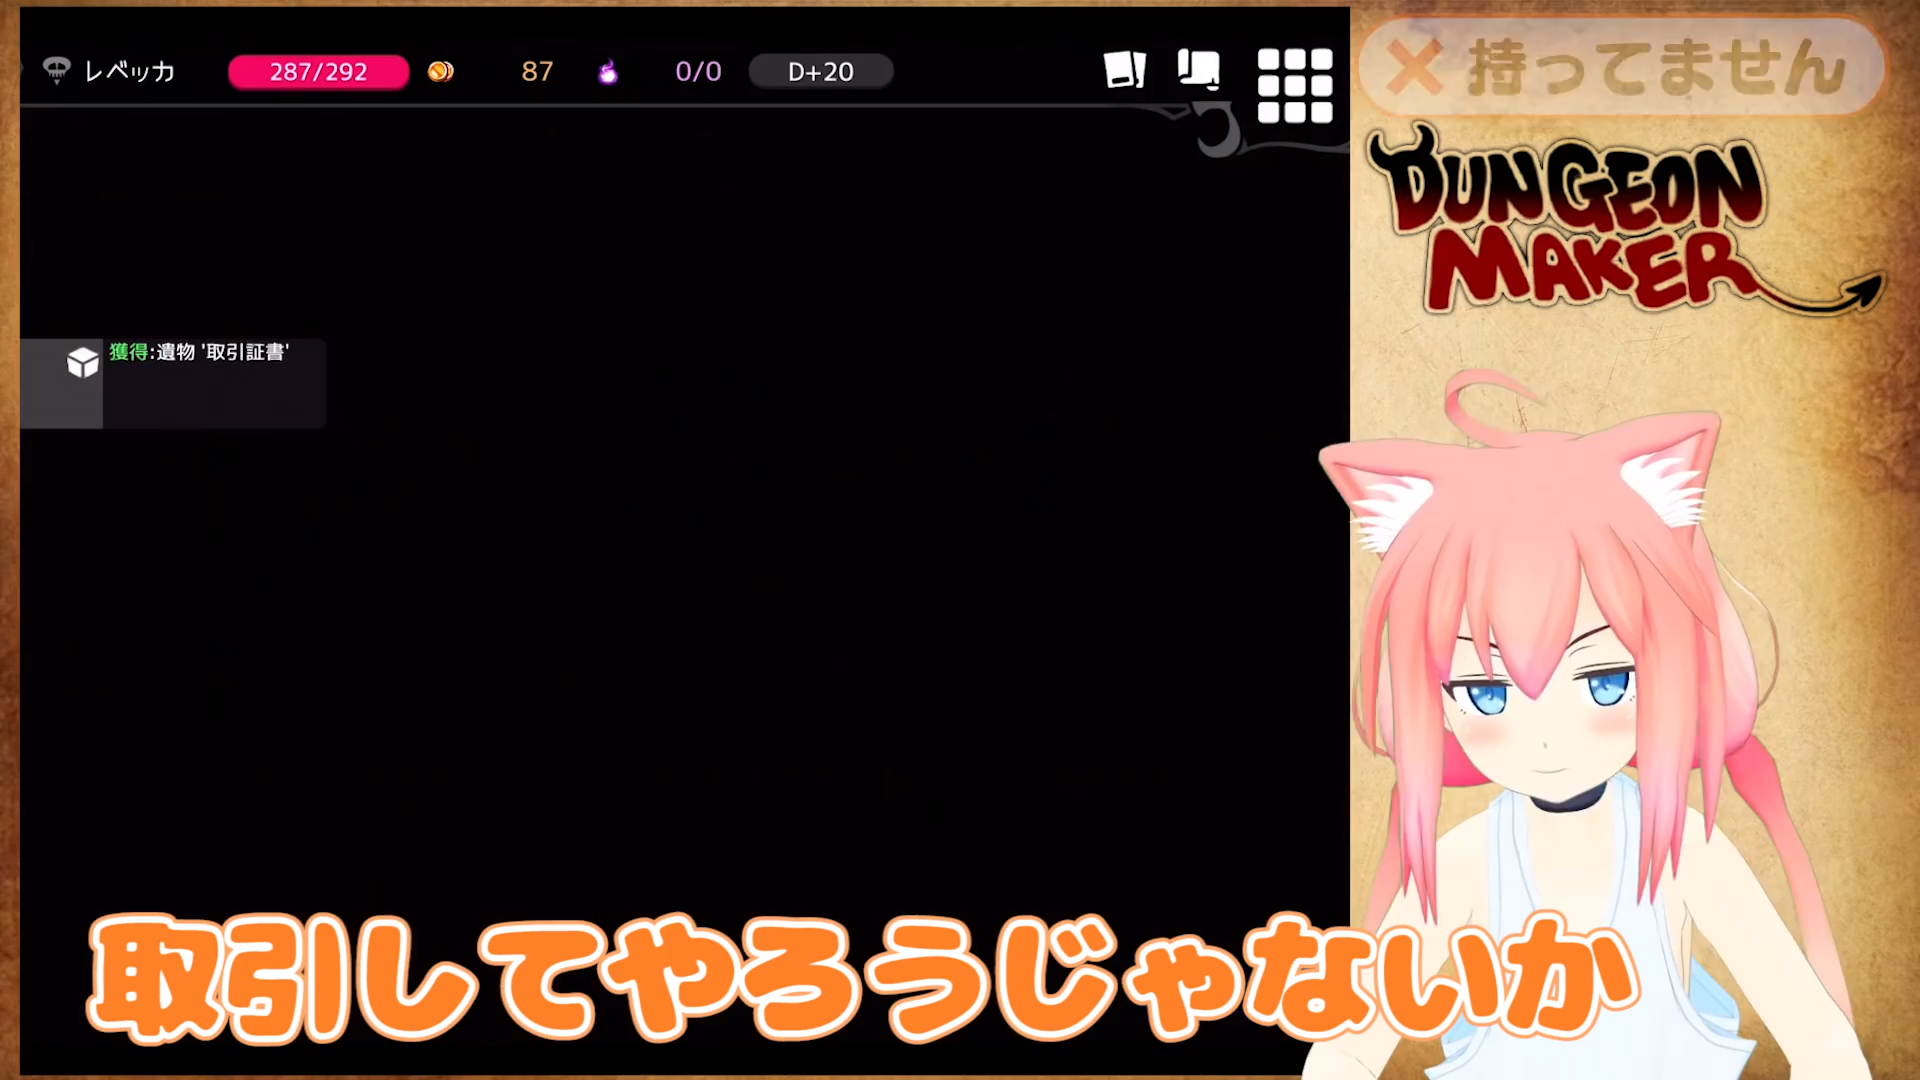 レベッカ 287/292 87 0/0 D+20
× 持ってません
DUNGEON
MAKER
獲得:遺物 '取引証書'
取引してやろうじゃないか